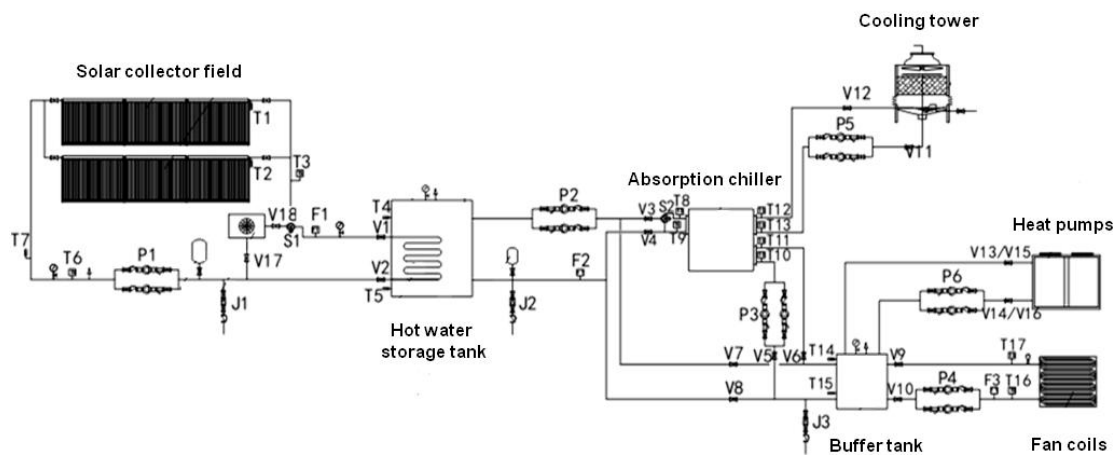 Cooling tower
Solar collector field
V12
T1
P5
T2
T3
V11
Absorption chiller
P2
V18
F1
T4
V3
S2
T8
T12
T13
Heat pumps
V1
S1
V4
T9
T11
T10
V13/V15
T7
T6
P1
V17
V2
F2
P6
T5
J1
J2
P3
V14/V16
Hot water
storage tank
V7
V5
V6
T14
V9
T17
V8
T15
V10
P4
F3
T16
J3
Buffer tank
Fan coils